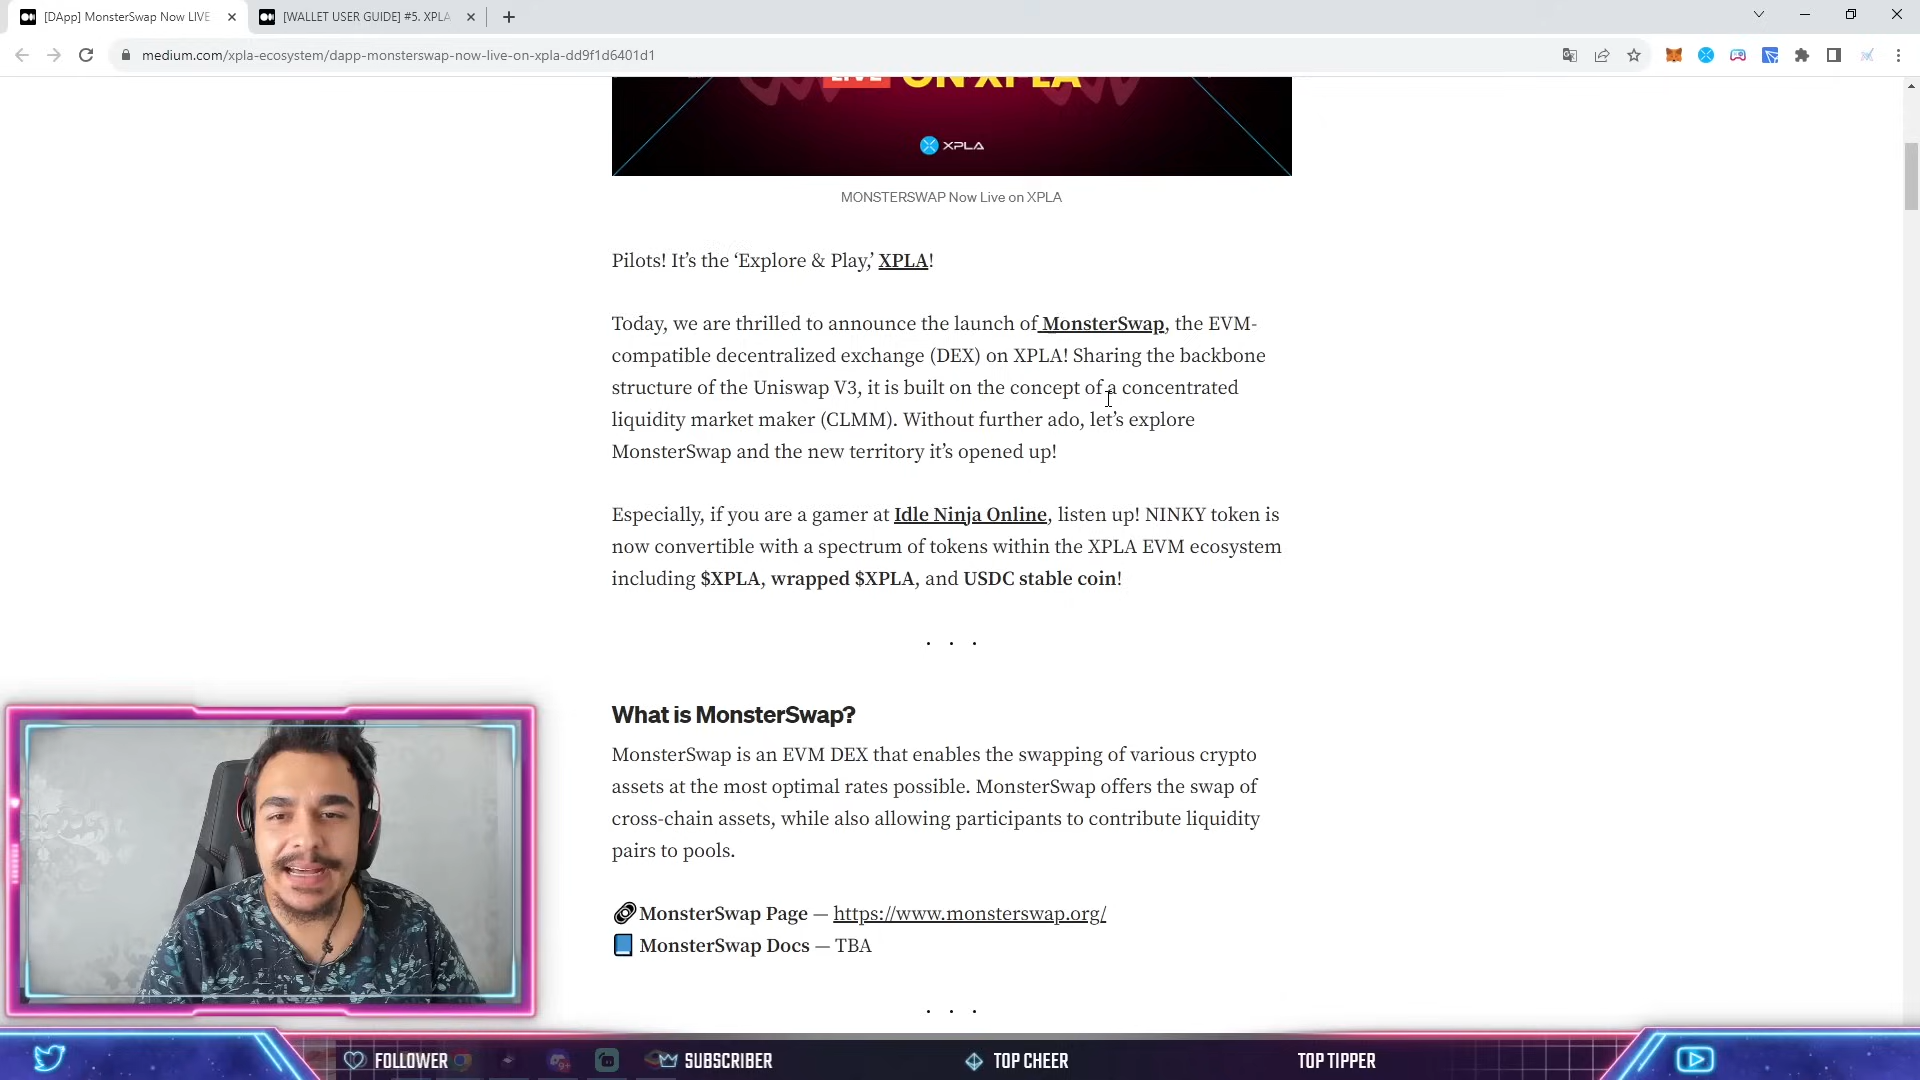 [DApp] MonsterSwap Now LIVE
[WALLET USER GUIDE] #5. XPLA
medium.com/xpla-ecosystem/dapp-monsterswap-now-live-on-xpla-dd9f1d6401d1
LIVE ON XPLA
XPLA
MONSTERSWAP Now Live on XPLA
Pilots! It’s the ‘Explore & Play,’ XPLA!
Today, we are thrilled to announce the launch of MonsterSwap, the EVM-
compatible decentralized exchange (DEX) on XPLA! Sharing the backbone
structure of the Uniswap V3, it is built on the concept of a concentrated
liquidity market maker (CLMM). Without further ado, let’s explore
MonsterSwap and the new territory it’s opened up!
Especially, if you are a gamer at Idle Ninja Online, listen up! NINKY token is
now convertible with a spectrum of tokens within the XPLA EVM ecosystem
including $XPLA, wrapped $XPLA, and USDC stable coin!
. . .
What is MonsterSwap?
MonsterSwap is an EVM DEX that enables the swapping of various crypto
assets at the most optimal rates possible. MonsterSwap offers the swap of
cross-chain assets, while also allowing participants to contribute liquidity
pairs to pools.
MonsterSwap Page — https://www.monsterswap.org/
MonsterSwap Docs — TBA
. . .
FOLLOWER
SUBSCRIBER
TOP CHEER
TOP TIPPER